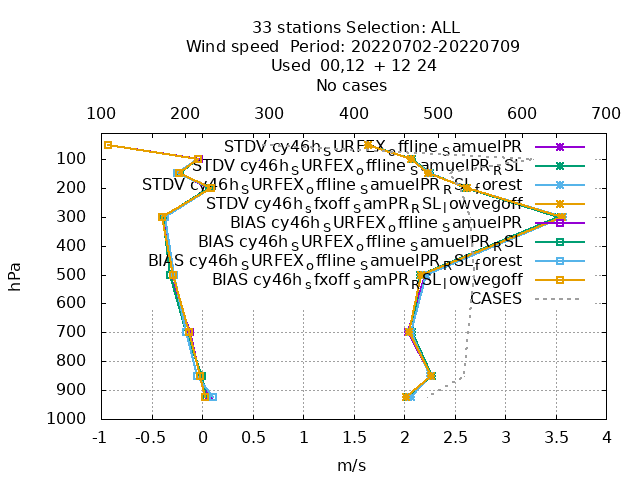 33 stations Selection: ALL
Wind speed  Period: 20220702-20220709
Used  00,12  + 12 24
No cases
100 200 300 400 500 600 700
STDV cy46h_SURFEX_offline_samuelPR
STDV cy46h_SURFEX_offline_samuelPR_RSL
STDV cy46h_SURFEX_offline_samuelPR_RSL_forest
STDV cy46h_sfxoff_samPR_RSL_lowvegoff
BIAS cy46h_SURFEX_offline_samuelPR
BIAS cy46h_SURFEX_offline_samuelPR_RSL
BIAS cy46h_SURFEX_offline_samuelPR_RSL_forest
BIAS cy46h_sfxoff_samPR_RSL_lowvegoff
CASES
hPa
100
200
300
400
500
600
700
800
900
1000
-1 -0.5 0 0.5 1 1.5 2 2.5 3 3.5 4
m/s